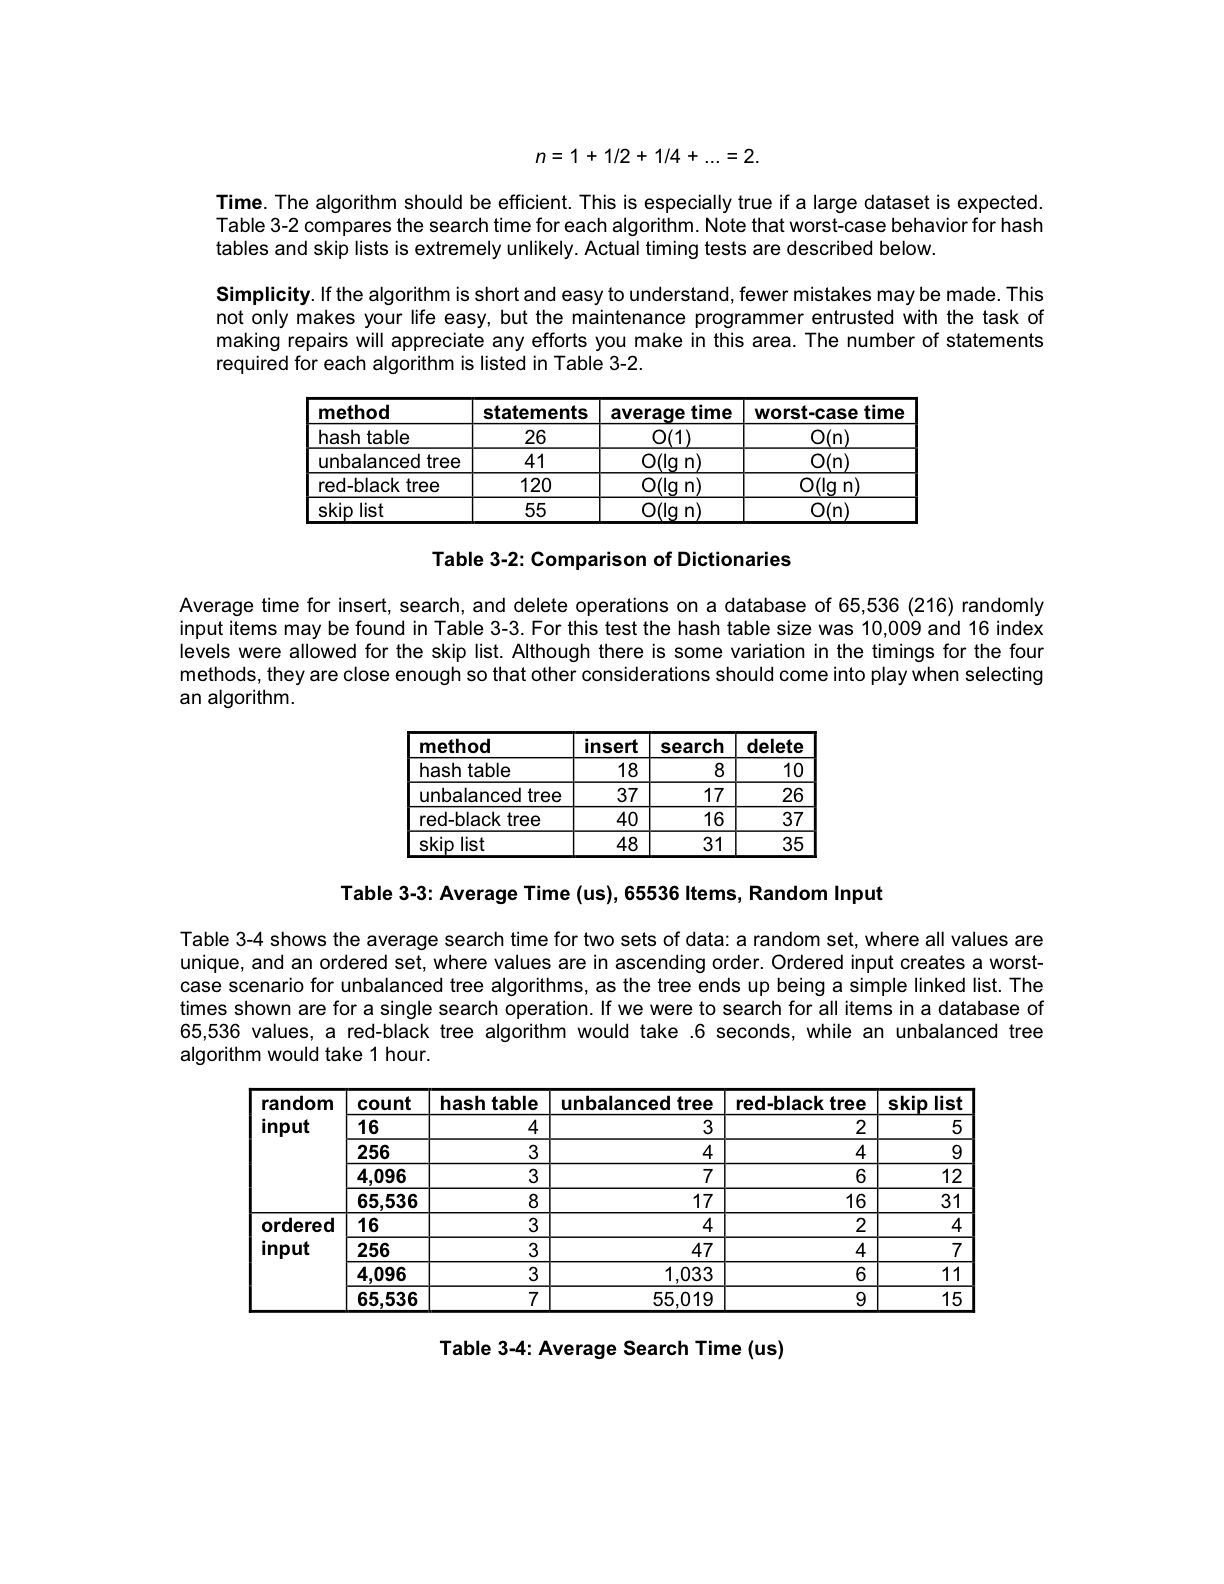 n = 1 + 1/2 + 1/4 + ... = 2.
Time. The algorithm should be efficient. This is especially true if a large dataset is expected.
Table 3-2 compares the search time for each algorithm. Note that worst-case behavior for hash
tables and skip lists is extremely unlikely. Actual timing tests are described below.
Simplicity. If the algorithm is short and easy to understand, fewer mistakes may be made. This
not only makes your life easy, but the maintenance programmer entrusted with the task of
making repairs will appreciate any efforts you make in this area. The number of statements
required for each algorithm is listed in Table 3-2.
method statements average time worst-case time
hash table 26 O(1) O(n)
unbalanced tree 41 O(lg n) O(n)
red-black tree 120 O(lg n) O(lg n)
skip list 55 O(lg n) O(n)
Table 3-2: Comparison of Dictionaries
Average time for insert, search, and delete operations on a database of 65,536 (216) randomly
input items may be found in Table 3-3. For this test the hash table size was 10,009 and 16 index
levels were allowed for the skip list. Although there is some variation in the timings for the four
methods, they are close enough so that other considerations should come into play when selecting
an algorithm.
method insert search delete
hash table 18 8 10
unbalanced tree 37 17 26
red-black tree 40 16 37
skip list 48 31 35
Table 3-3: Average Time (us), 65536 Items, Random Input
Table 3-4 shows the average search time for two sets of data: a random set, where all values are
unique, and an ordered set, where values are in ascending order. Ordered input creates a worst-
case scenario for unbalanced tree algorithms, as the tree ends up being a simple linked list. The
times shown are for a single search operation. If we were to search for all items in a database of
65,536 values, a red-black tree algorithm would take .6 seconds, while an unbalanced tree
algorithm would take 1 hour.
random count hash table unbalanced tree red-black tree skip list
input 16 4 3 2 5
256 3 4 4 9
4,096 3 7 6 12
65,536 8 17 16 31
ordered 16 3 4 2 4
input 256 3 47 4 7
4,096 3 1,033 6 11
65,536 7 55,019 9 15
Table 3-4: Average Search Time (us)